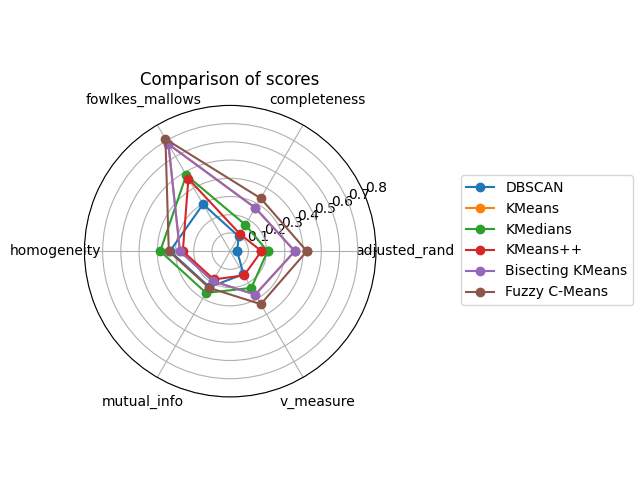 Comparison of scores
fowlkes_mallows
completeness
0.1
0.2
0.3
0.4
0.5
0.6
0.7
0.8
homogeneity
adjusted_rand
mutual_info
v_measure
DBSCAN
KMeans
KMedians
KMeans++
Bisecting KMeans
Fuzzy C-Means